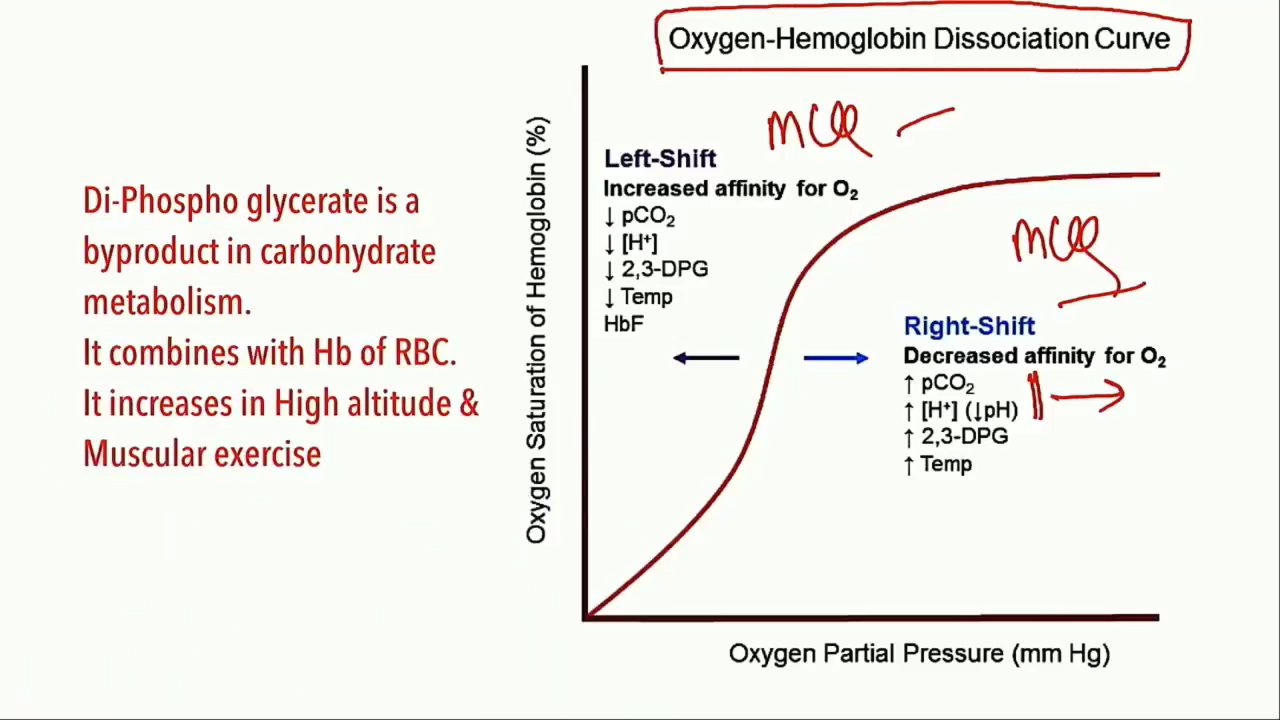 Oxygen-Hemoglobin Dissociation Curve
MCQ
Left-Shift
Increased affinity for O₂
↓ pCO₂
↓ [H⁺]
↓ 2,3-DPG
↓ Temp
HbF
MCQ
Right-Shift
Decreased affinity for O₂
↑ pCO₂
↑ [H⁺] (↓pH)
↑ 2,3-DPG
↑ Temp
Di-Phospho glycerate is a
byproduct in carbohydrate
metabolism.
It combines with Hb of RBC.
It increases in High altitude &
Muscular exercise
Oxygen Saturation of Hemoglobin (%)
Oxygen Partial Pressure (mm Hg)